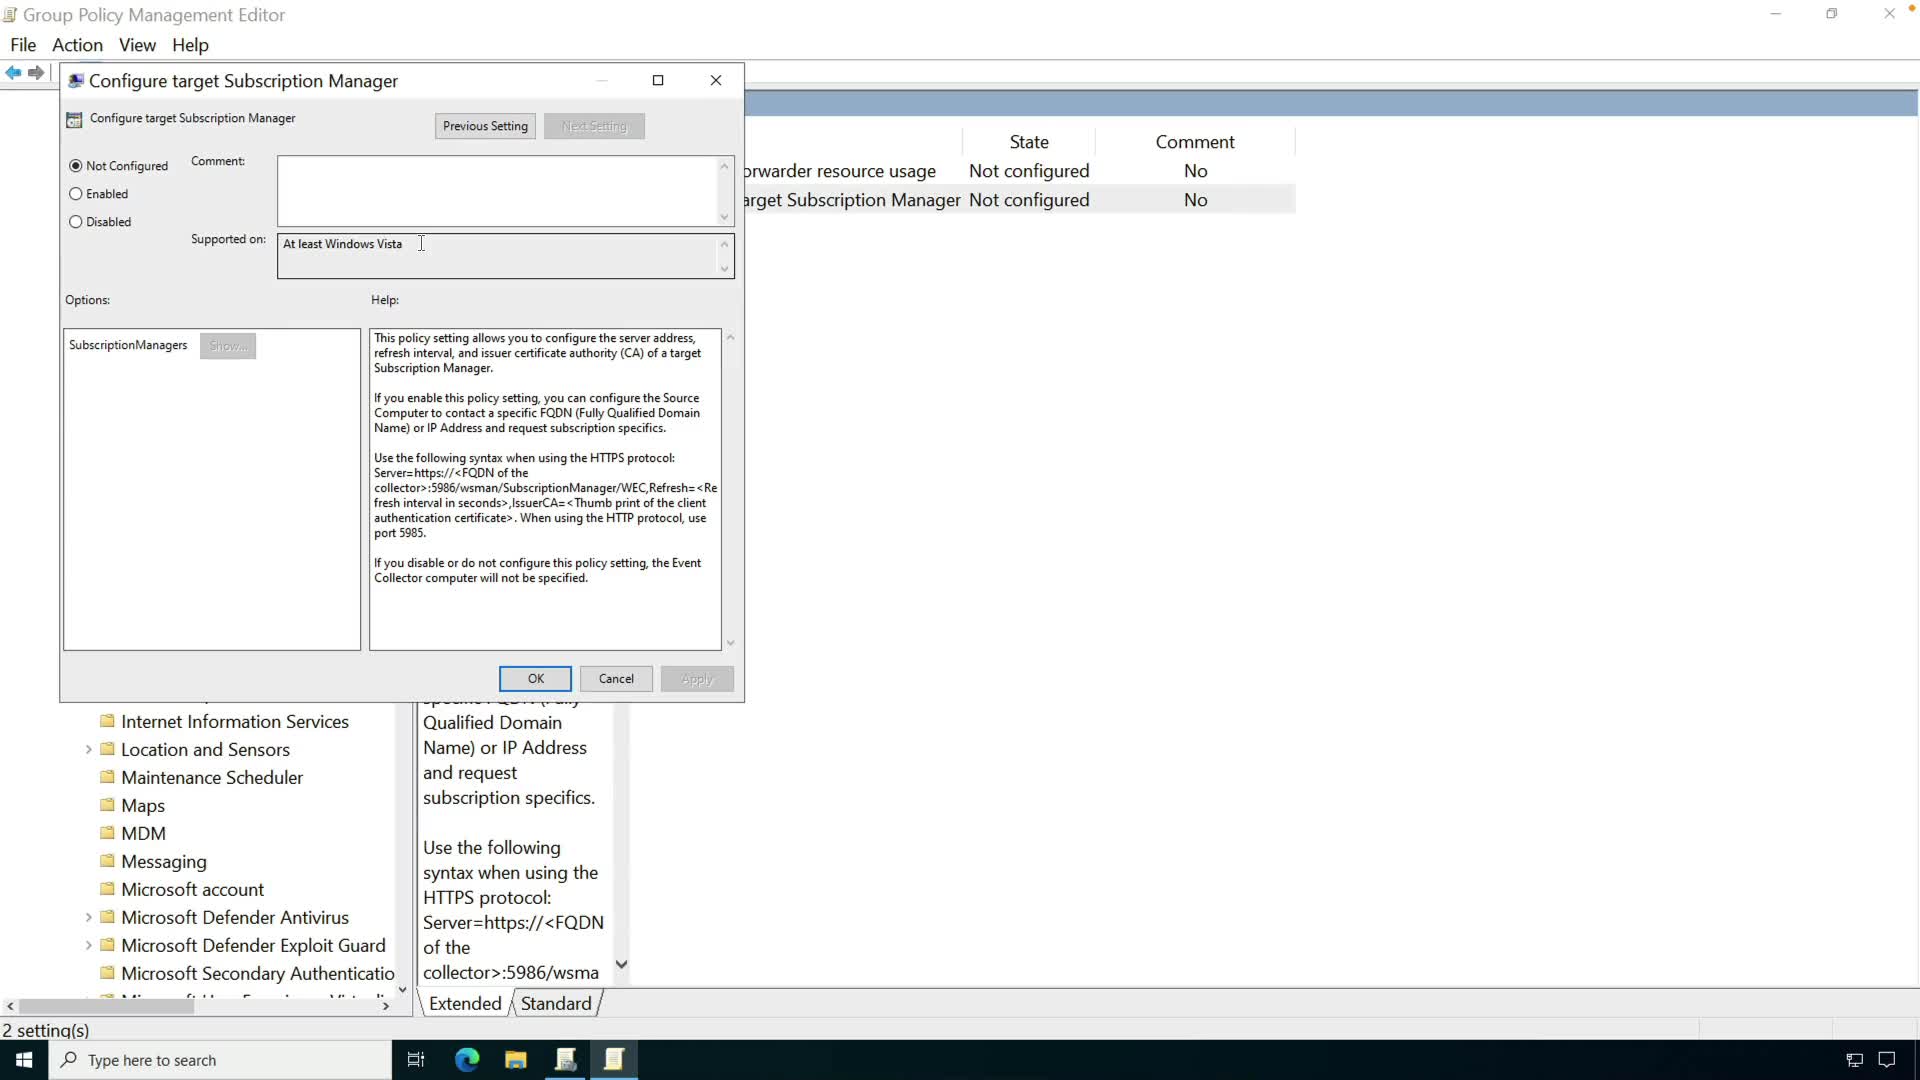 Group Policy Management Editor
File Action View Help
Configure target Subscription Manager
Configure target Subscription Manager
Previous Setting
Next Setting
Not Configured
Enabled
Disabled
Comment:
Supported on:
At least Windows Vista
Options:
Help:
SubscriptionManagers
Show...
This policy setting allows you to configure the server address,
refresh interval, and issuer certificate authority (CA) of a target
Subscription Manager.
If you enable this policy setting, you can configure the Source
Computer to contact a specific FQDN (Fully Qualified Domain
Name) or IP Address and request subscription specifics.
Use the following syntax when using the HTTPS protocol:
Server=https://<FQDN of the
collector>:5986/wsman/SubscriptionManager/WEC,Refresh=<Re
fresh interval in seconds>,IssuerCA=<Thumb print of the client
authentication certificate>. When using the HTTP protocol, use
port 5985.
If you disable or do not configure this policy setting, the Event
Collector computer will not be specified.
OK
Cancel
Apply
State Comment
orwarder resource usage Not configured No
arget Subscription Manager Not configured No
Internet Information Services
Location and Sensors
Maintenance Scheduler
Maps
MDM
Messaging
Microsoft account
Microsoft Defender Antivirus
Microsoft Defender Exploit Guard
Microsoft Secondary Authenticatio
Qualified Domain
Name) or IP Address
and request
subscription specifics.
Use the following
syntax when using the
HTTPS protocol:
Server=https://<FQDN
of the
collector>:5986/wsma
Extended Standard
2 setting(s)
Type here to search